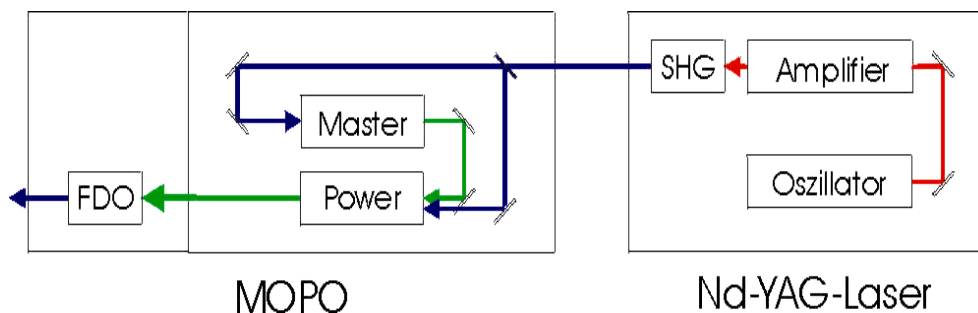 SHG
Amplifier
Master
Oszillator
FDO
Power
MOPO
Nd-YAG-Laser